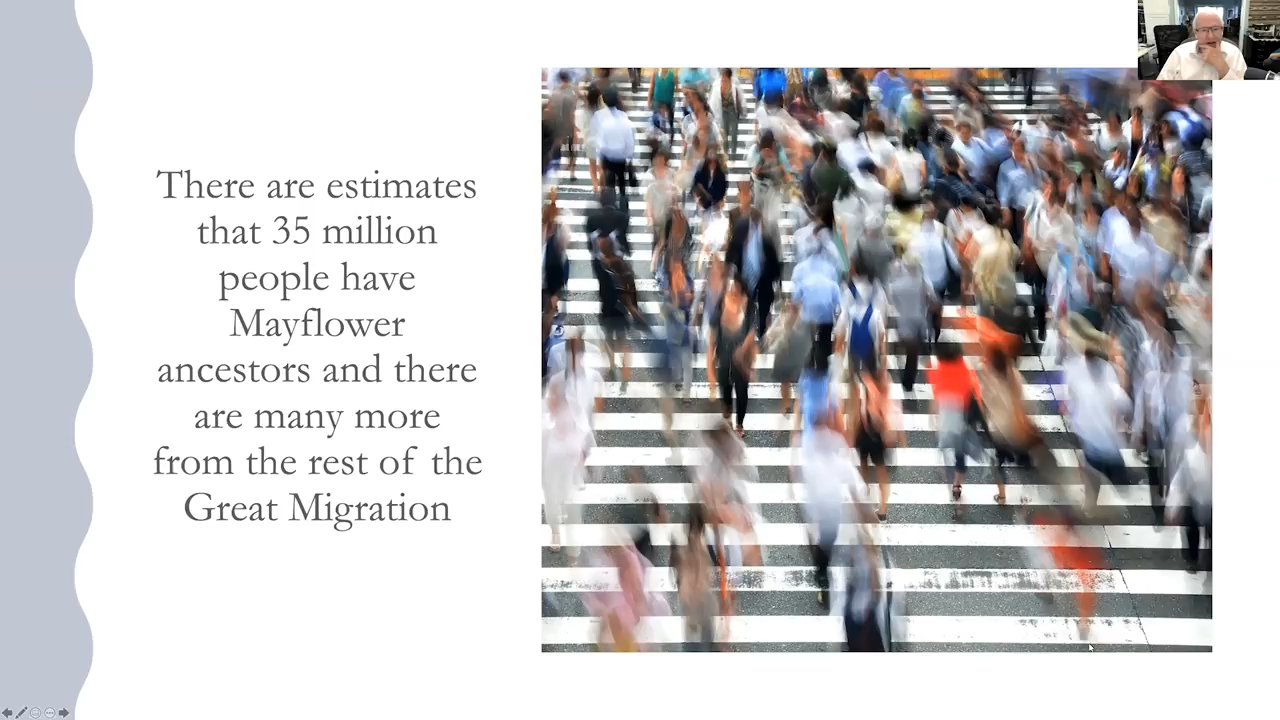 There are estimates
that 35 million
people have
Mayflower
ancestors and there
are many more
from the rest of the
Great Migration